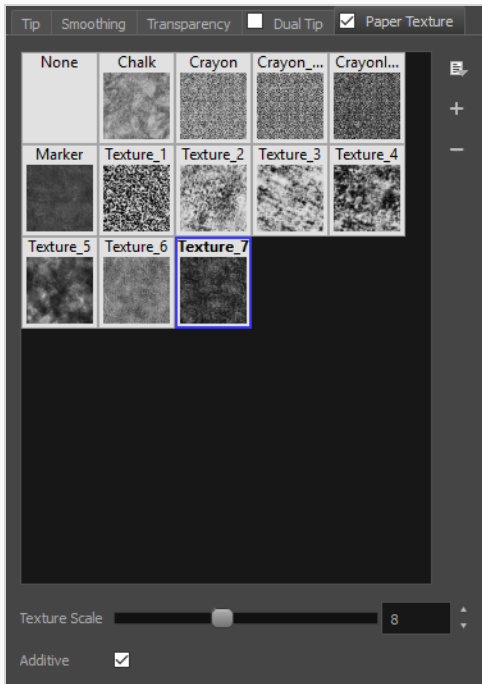 Tip Smoothing Transparency Dual Tip Paper Texture
None Chalk Crayon Crayon_... Crayonl...
Marker Texture_1 Texture_2 Texture_3 Texture_4
Texture_5 Texture_6 Texture_7
Texture Scale 8
Additive